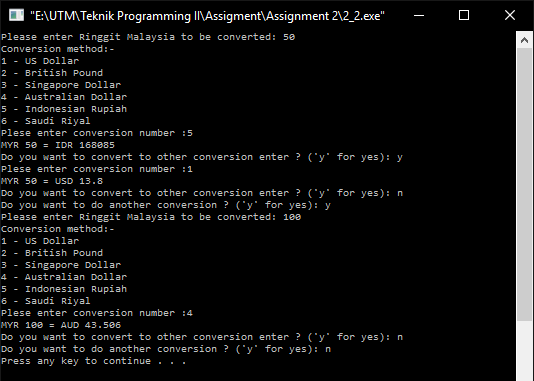 "E:\UTM\Teknik Programming II\Assigment\Assignment 2\2_2.exe"
Please enter Ringgit Malaysia to be converted: 50
Conversion method:-
1 - US Dollar
2 - British Pound
3 - Singapore Dollar
4 - Australian Dollar
5 - Indonesian Rupiah
6 - Saudi Riyal
Plese enter conversion number :5
MYR 50 = IDR 168085
Do you want to convert to other conversion enter ? ('y' for yes): y
Plese enter conversion number :1
MYR 50 = USD 13.8
Do you want to convert to other conversion enter ? ('y' for yes): n
Do you want to do another conversion ? ('y' for yes): y
Please enter Ringgit Malaysia to be converted: 100
Conversion method:-
1 - US Dollar
2 - British Pound
3 - Singapore Dollar
4 - Australian Dollar
5 - Indonesian Rupiah
6 - Saudi Riyal
Plese enter conversion number :4
MYR 100 = AUD 43.506
Do you want to convert to other conversion enter ? ('y' for yes): n
Do you want to do another conversion ? ('y' for yes): n
Press any key to continue . . .